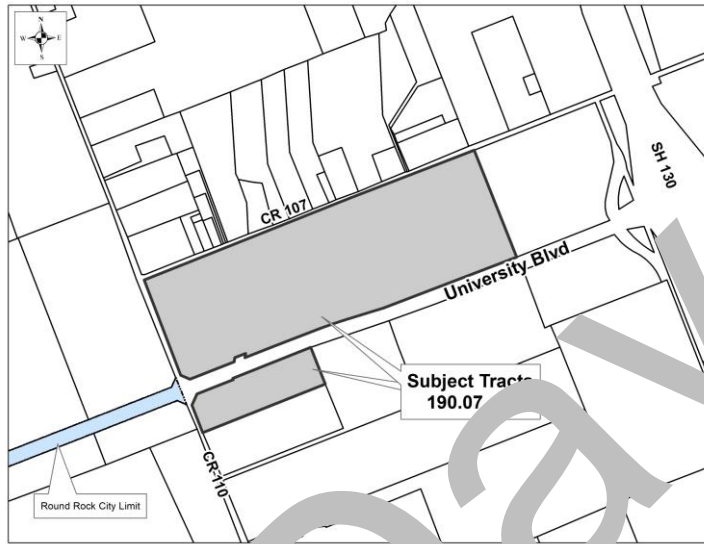 N
W E
S
CR 107
SH 130
University Blvd
Subject Tracts
190.07
CR 110
Round Rock City Limit